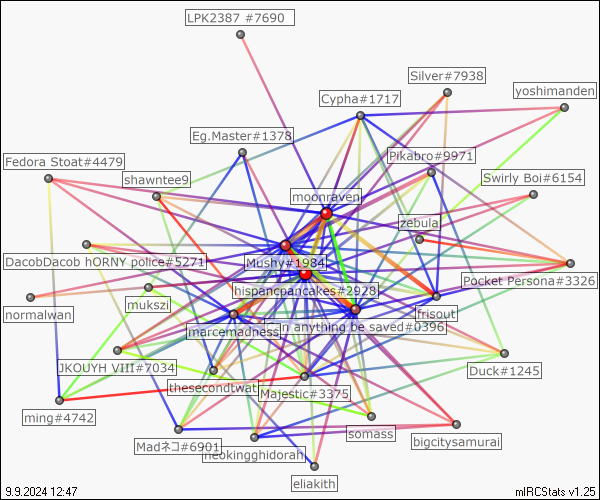 LPK2387 #7690
Silver#7938
yoshimanden
Cypha#1717
Eg.Master#1378
Pikabro#9971
Fedora Stoat#4479
shawntee9
Swirly Boi#6154
moonraven
zebula
DacobDacob hORNY police#5271
Mushy#1984
Pocket Persona#3326
hispancpancakes#2928
normalwan
mukszi
frisout
marcemadness
n anything be saved#0396
JKOUYH VIII#7034
Duck#1245
thesecondtwat
Majestic#3375
ming#4742
somass
Madネコ#6901
bigcitysamurai
neokingghidorah
eliakith
9.9.2024 12:47
mIRCStats v1.25